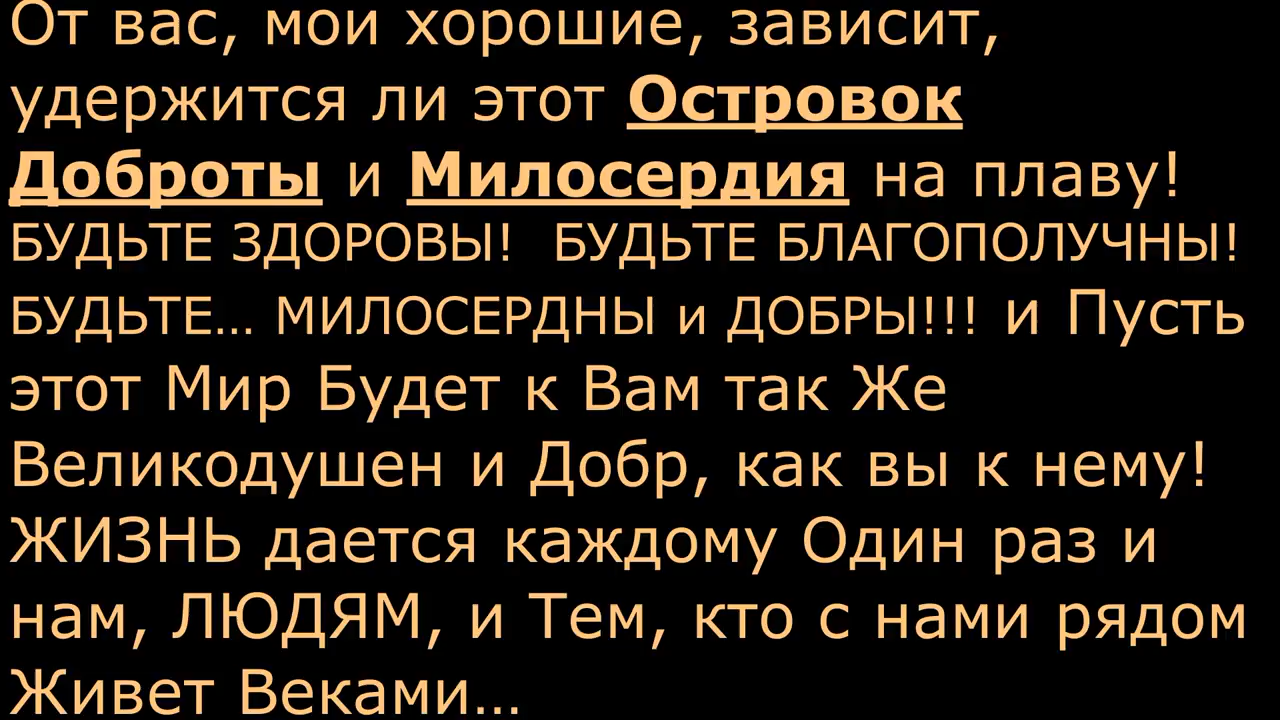 От вас, мои хорошие, зависит,
удержится ли этот Островок
Доброты и Милосердия на плаву!
БУДЬТЕ ЗДОРОВЫ!  БУДЬТЕ БЛАГОПОЛУЧНЫ!
БУДЬТЕ… МИЛОСЕРДНЫ и ДОБРЫ!!! и Пусть
этот Мир Будет к Вам так Же
Великодушен и Добр, как вы к нему!
ЖИЗНЬ дается каждому Один раз и
нам, ЛЮДЯМ, и Тем, кто с нами рядом
Живет Веками…